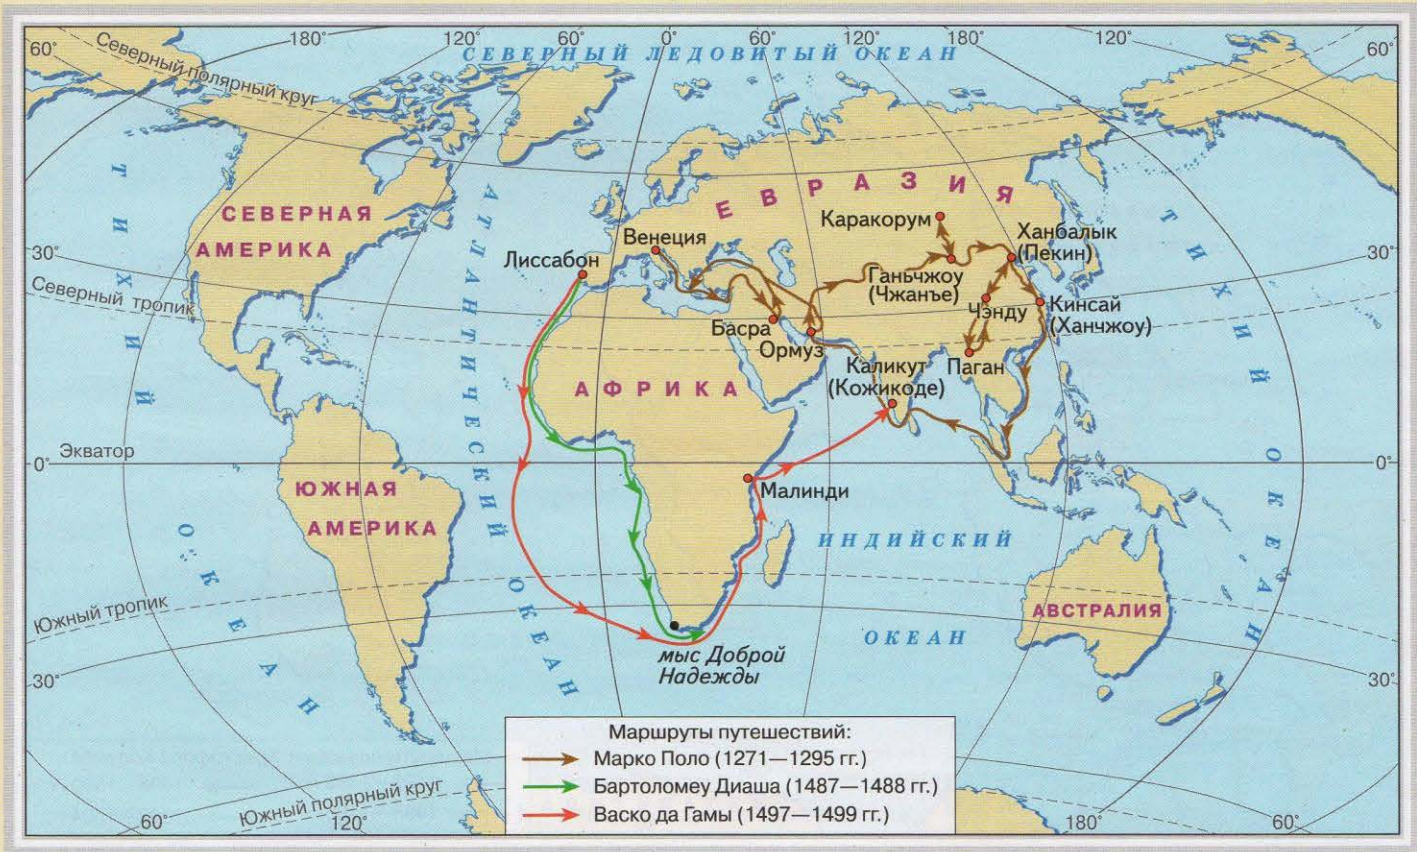 180°
120°
60°
0°
60°
120°
180°
120°
60°
60°
СЕВЕРНЫЙ ЛЕДОВИТЫЙ ОКЕАН
Северный полярный круг
ТИХИЙ
СЕВЕРНАЯ
АМЕРИКА
АТЛАНТИЧЕСКИЙ ОКЕАН
ЕВРАЗИЯ
ТИХИЙ
Каракорум
Ханбалык
(Пекин)
Венеция
Лиссабон
30°
30°
Ганьчжоу
(Чжанъе)
Северный тропик
Чэнду
Кинсай
(Ханчжоу)
Басра
Ормуз
Каликут
(Кожикоде)
Паган
АФРИКА
Экватор
0°
0°
ЮЖНАЯ
АМЕРИКА
Малинди
ИНДИЙСКИЙ
ОКЕАН
ОКЕАН
ОКЕАН
Южный тропик
АВСТРАЛИЯ
мыс Доброй
Надежды
30°
30°
Маршруты путешествий:
Марко Поло (1271—1295 гг.)
Бартоломеу Диаша (1487—1488 гг.)
Васко да Гамы (1497—1499 гг.)
Южный полярный круг
60°
120°
180°
60°